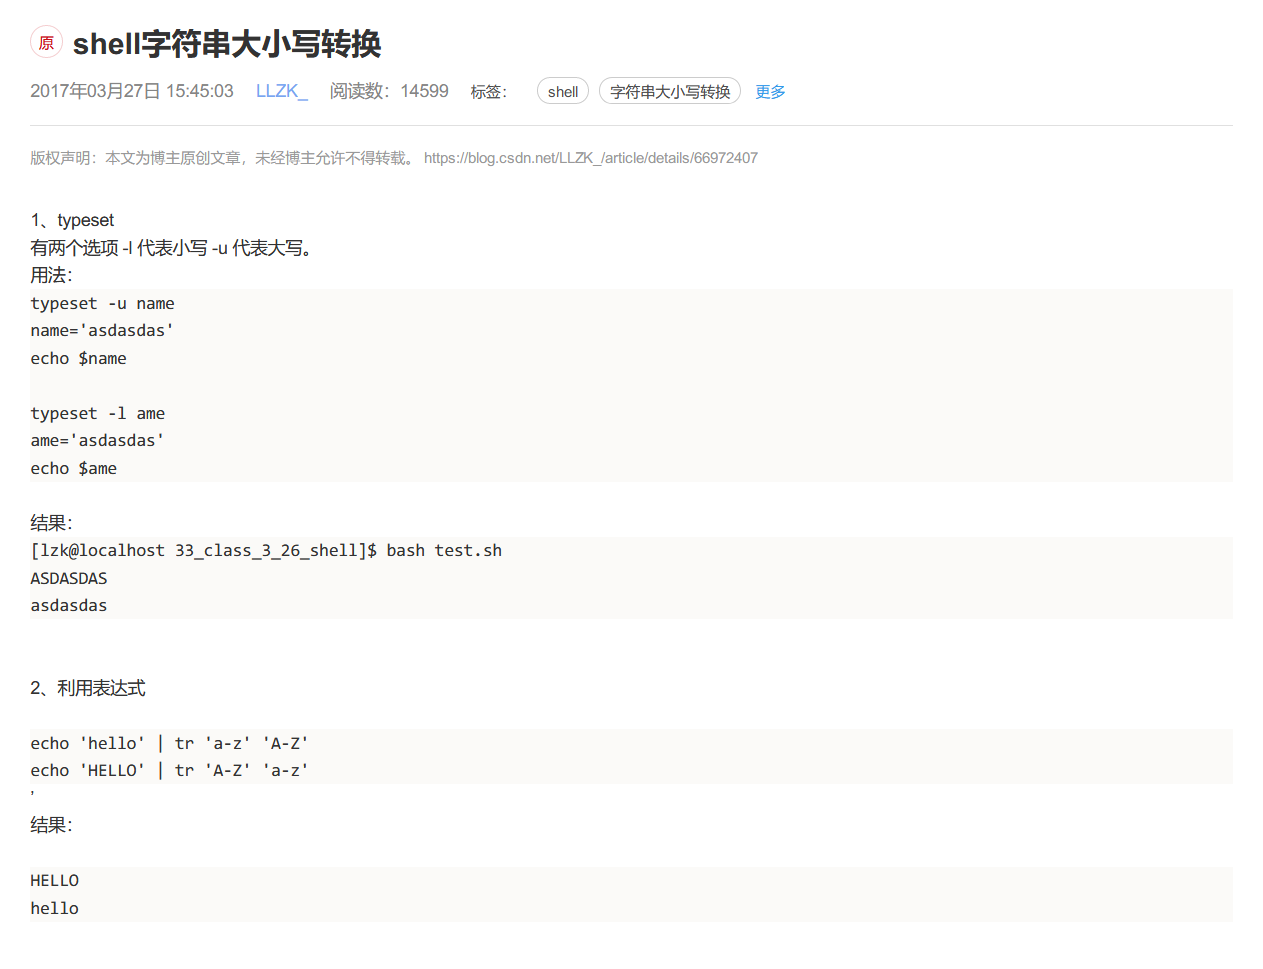 原 shell字符串大小写转换
2017年03月27日 15:45:03 LLZK_ 阅读数：14599 标签： shell 字符串大小写转换 更多
版权声明：本文为博主原创文章，未经博主允许不得转载。 https://blog.csdn.net/LLZK_/article/details/66972407
1、typeset
有两个选项 -l 代表小写 -u 代表大写。
用法：
typeset -u name
name='asdasdas'
echo $name
typeset -l ame
ame='asdasdas'
echo $ame
结果：
[lzk@localhost 33_class_3_26_shell]$ bash test.sh
ASDASDAS
asdasdas
2、利用表达式
echo 'hello' | tr 'a-z' 'A-Z'
echo 'HELLO' | tr 'A-Z' 'a-z'
,
结果：
HELLO
hello